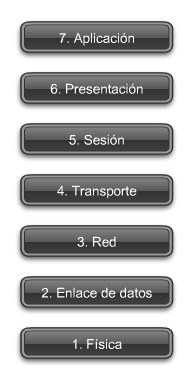 7. Aplicación
6. Presentación
5. Sesión
4. Transporte
3. Red
2. Enlace de datos
1. Física